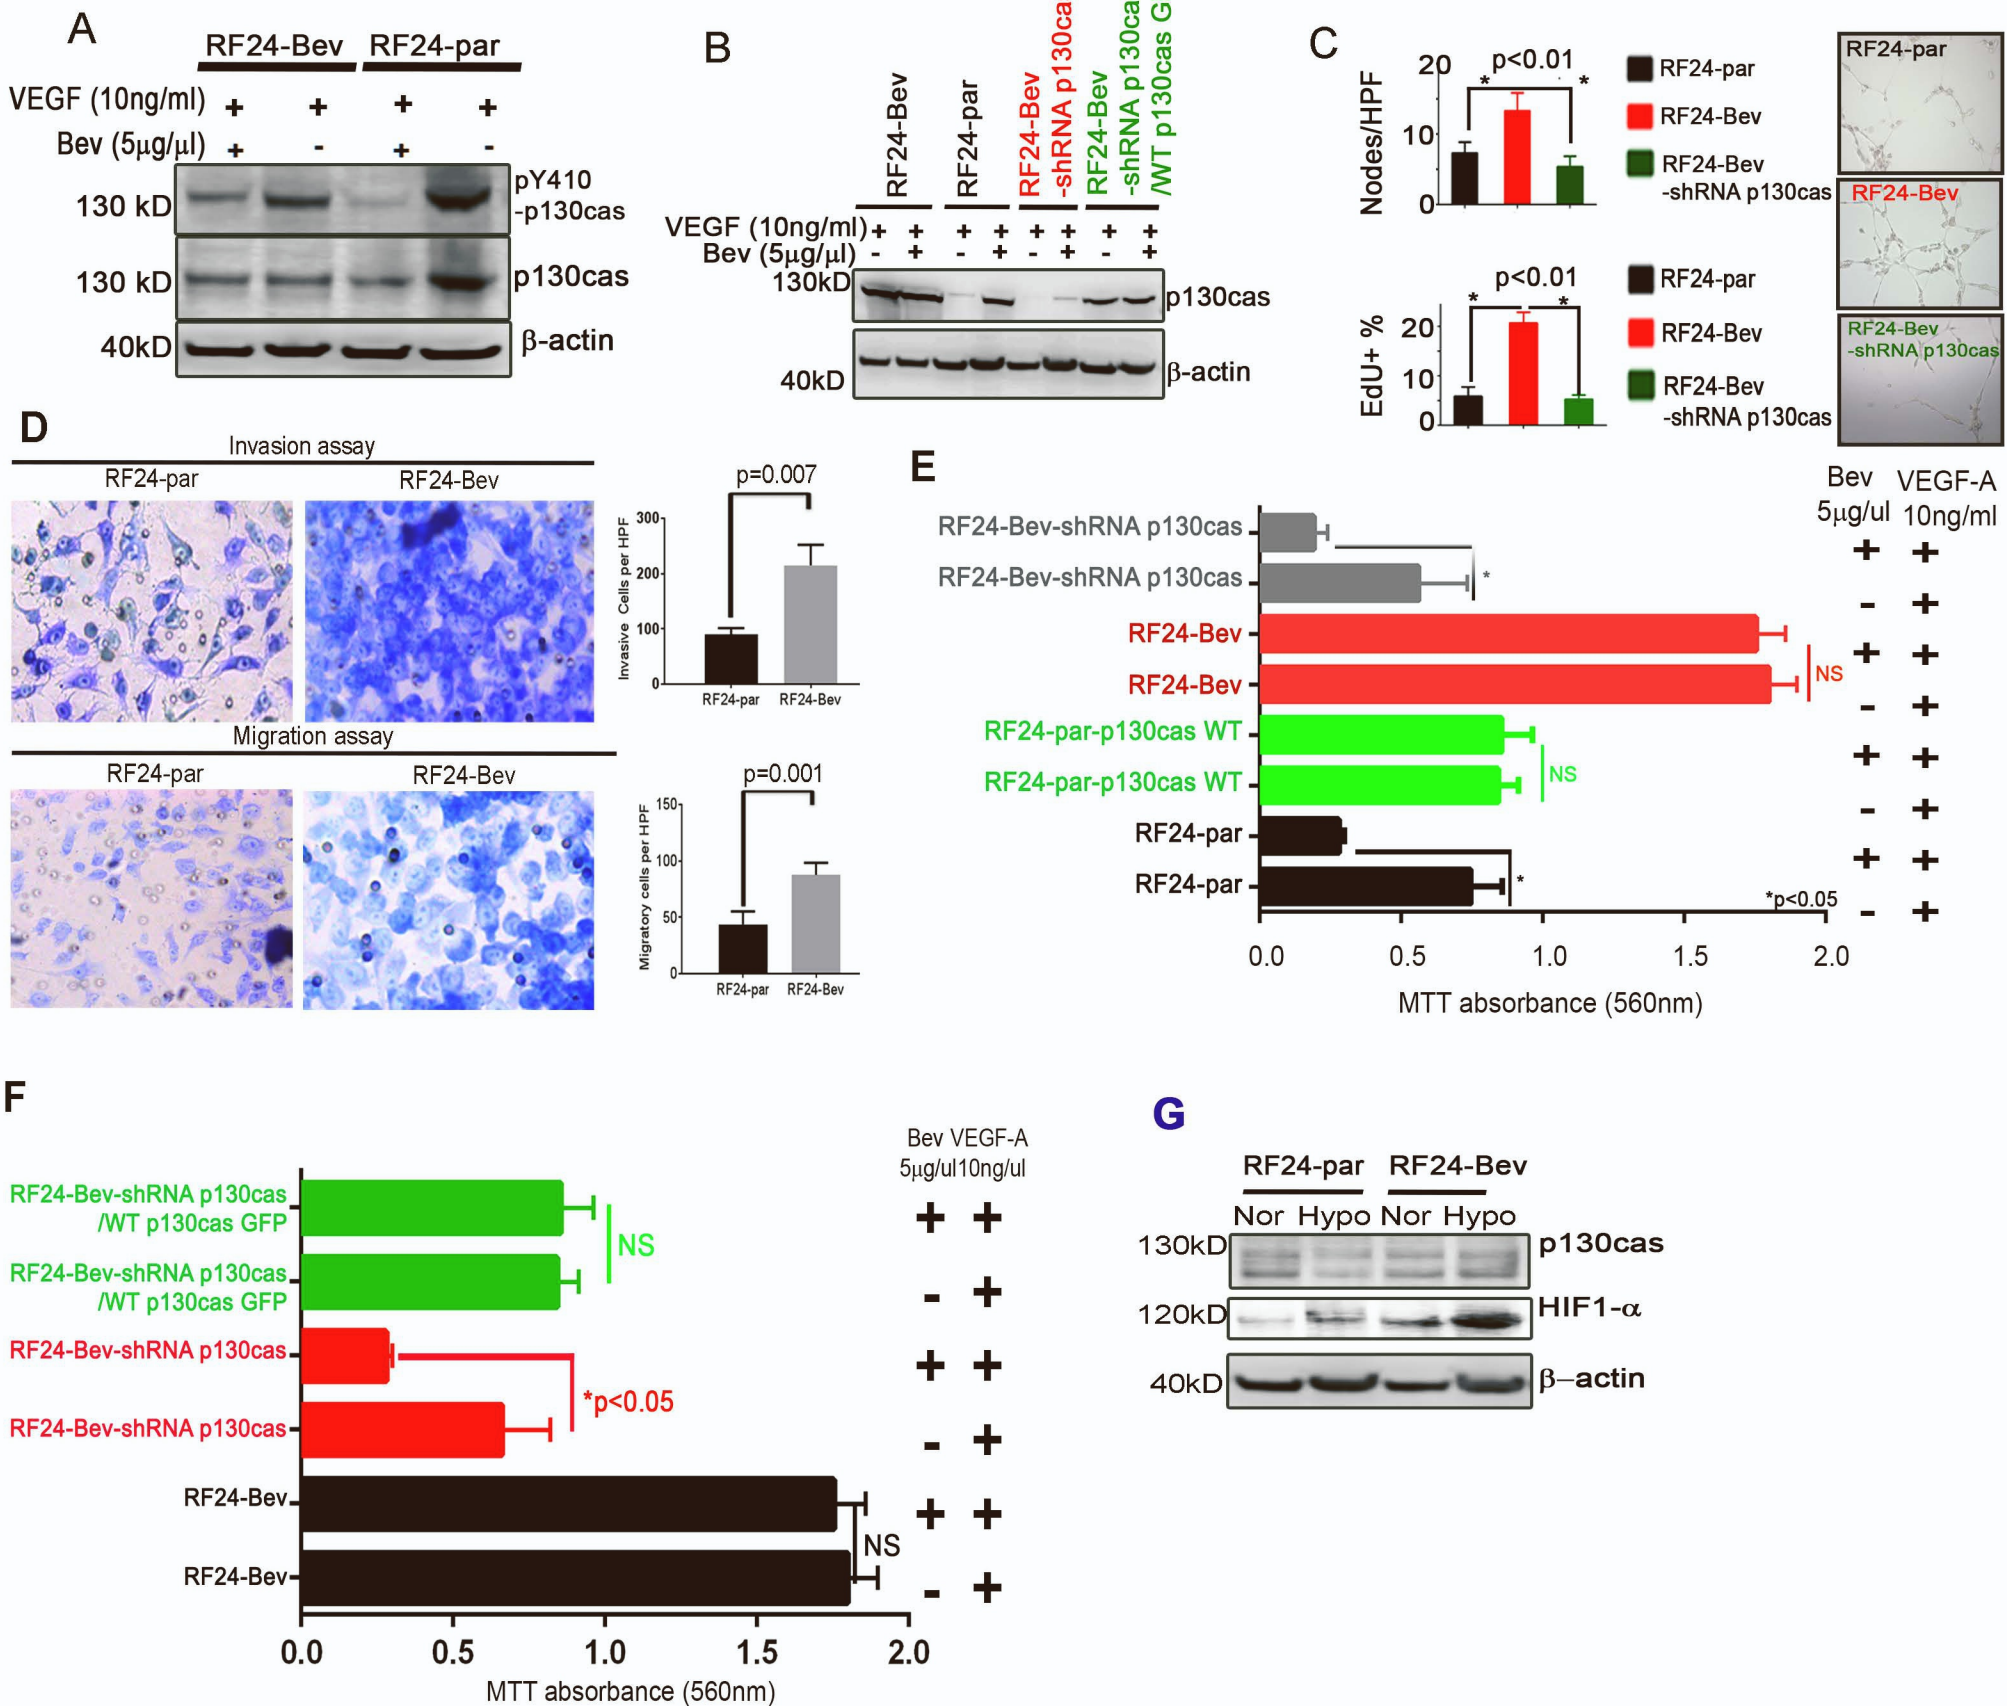 A
RF24-Bev RF24-par
VEGF (10ng/ml) + + + +
Bev (5μg/μl) + - + -
130 kD
pY410
-p130cas
130 kD p130cas
40kD β-actin
B
RF24-Bev
RF24-par
RF24-Bev
-shRNA p130ca
RF24-Bev
-shRNA p130ca
/WT p130cas G
VEGF (10ng/ml) + + + + + + + +
Bev (5μg/μl) - + - + - + - +
130kD p130cas
40kD β-actin
C
Nodes/HPF
20
10
0
p<0.01
* *
RF24-par
RF24-Bev
RF24-Bev
-shRNA p130cas
EdU+ %
20
10
0
p<0.01
* *
RF24-par
RF24-Bev
RF24-Bev
-shRNA p130cas
RF24-par
RF24-Bev
RF24-Bev
-shRNA p130cas
D
Invasion assay
RF24-par RF24-Bev
p=0.007
Invasive Cells per HPF
300
200
100
0
RF24-par RF24-Bev
Migration assay
RF24-par RF24-Bev
p=0.001
Migratory cells per HPF
150
100
50
0
RF24-par RF24-Bev
E
Bev VEGF-A
5μg/ul 10ng/ml
RF24-Bev-shRNA p130cas + +
RF24-Bev-shRNA p130cas * - +
RF24-Bev + +
RF24-Bev NS - +
RF24-par-p130cas WT + +
RF24-par-p130cas WT NS - +
RF24-par + +
RF24-par * - +
*p<0.05
0.0 0.5 1.0 1.5 2.0
MTT absorbance (560nm)
F
Bev VEGF-A
5μg/ul10ng/ul
RF24-Bev-shRNA p130cas
/WT p130cas GFP + +
NS
RF24-Bev-shRNA p130cas
/WT p130cas GFP - +
RF24-Bev-shRNA p130cas + +
*p<0.05
RF24-Bev-shRNA p130cas - +
RF24-Bev + +
NS
RF24-Bev - +
0.0 0.5 1.0 1.5 2.0
MTT absorbance (560nm)
G
RF24-par RF24-Bev
Nor Hypo Nor Hypo
130kD p130cas
120kD HIF1-α
40kD β–actin